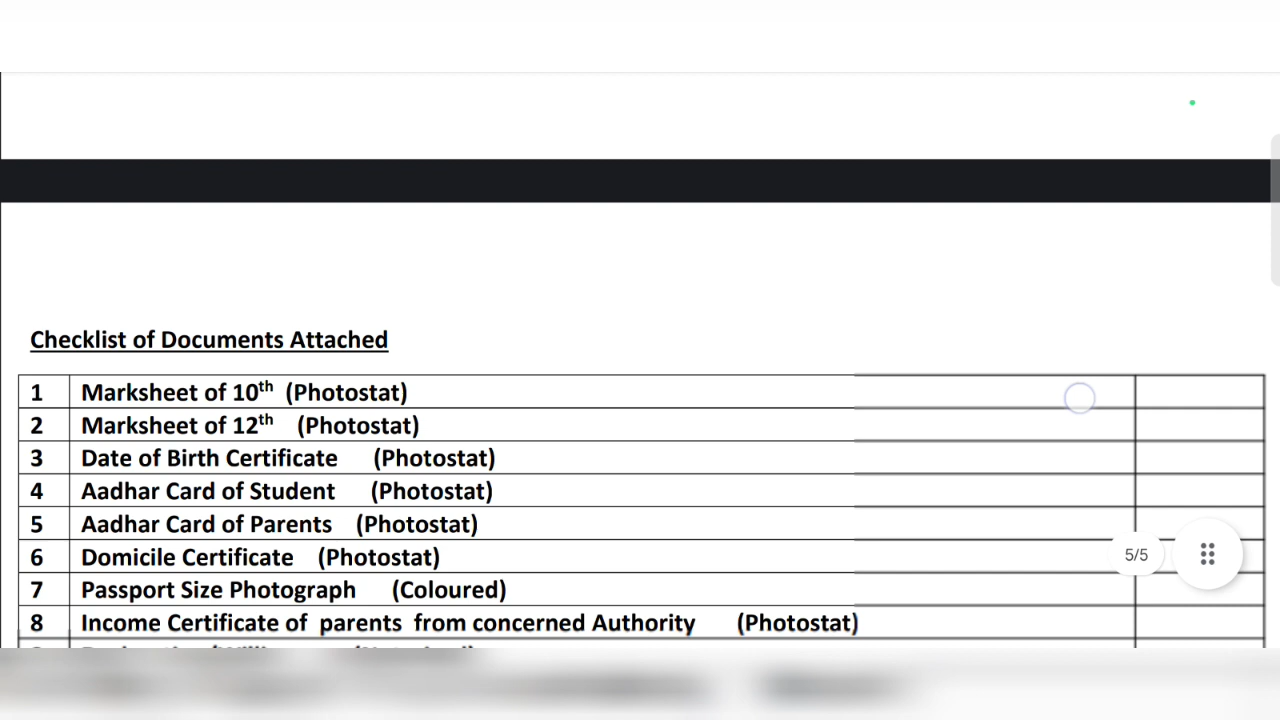 Checklist of Documents Attached
1 Marksheet of 10th (Photostat)
2 Marksheet of 12th (Photostat)
3 Date of Birth Certificate (Photostat)
4 Aadhar Card of Student (Photostat)
5 Aadhar Card of Parents (Photostat)
6 Domicile Certificate (Photostat)
5/5
7 Passport Size Photograph (Coloured)
8 Income Certificate of parents from concerned Authority (Photostat)